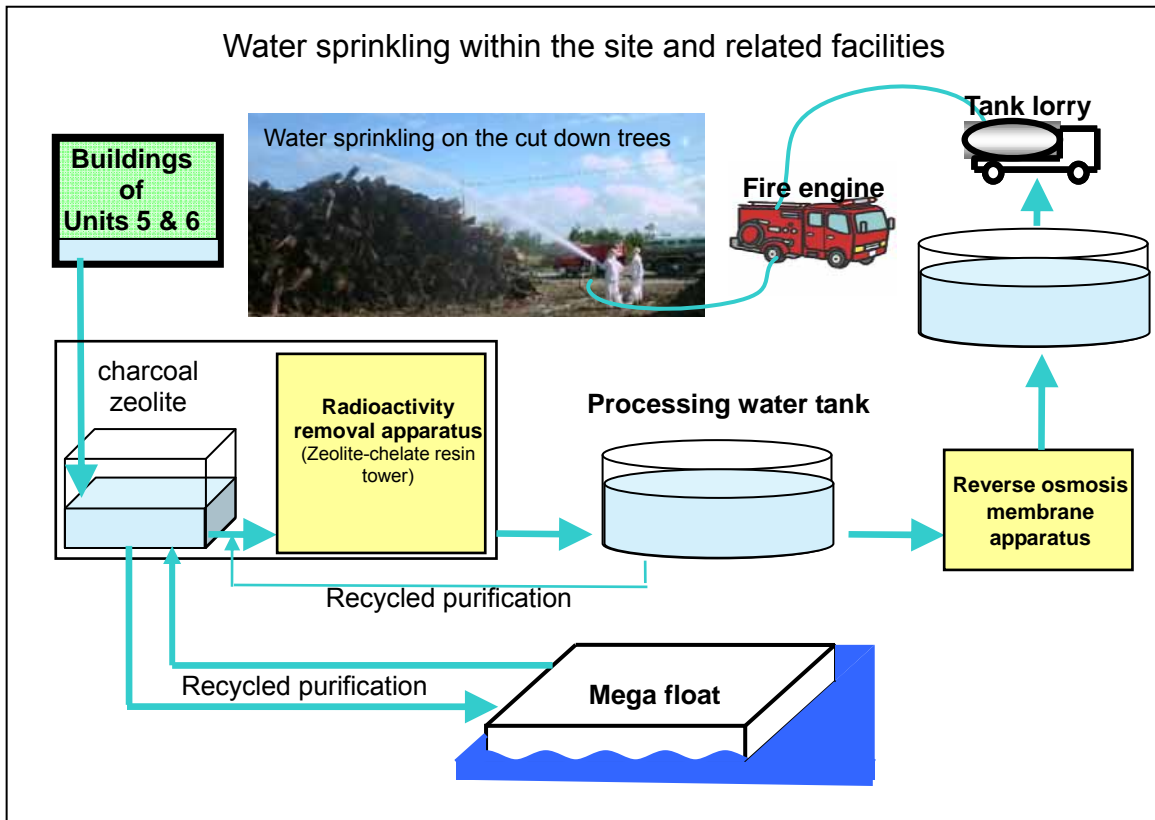 Water sprinkling within the site and related facilities
Tank lorry
Water sprinkling on the cut down trees
Buildings
of
Units 5 & 6
Fire engine
charcoal
zeolite
Radioactivity
removal apparatus
(Zeolite-chelate resin
tower)
Processing water tank
Reverse osmosis
membrane
apparatus
Recycled purification
Recycled purification
Mega float